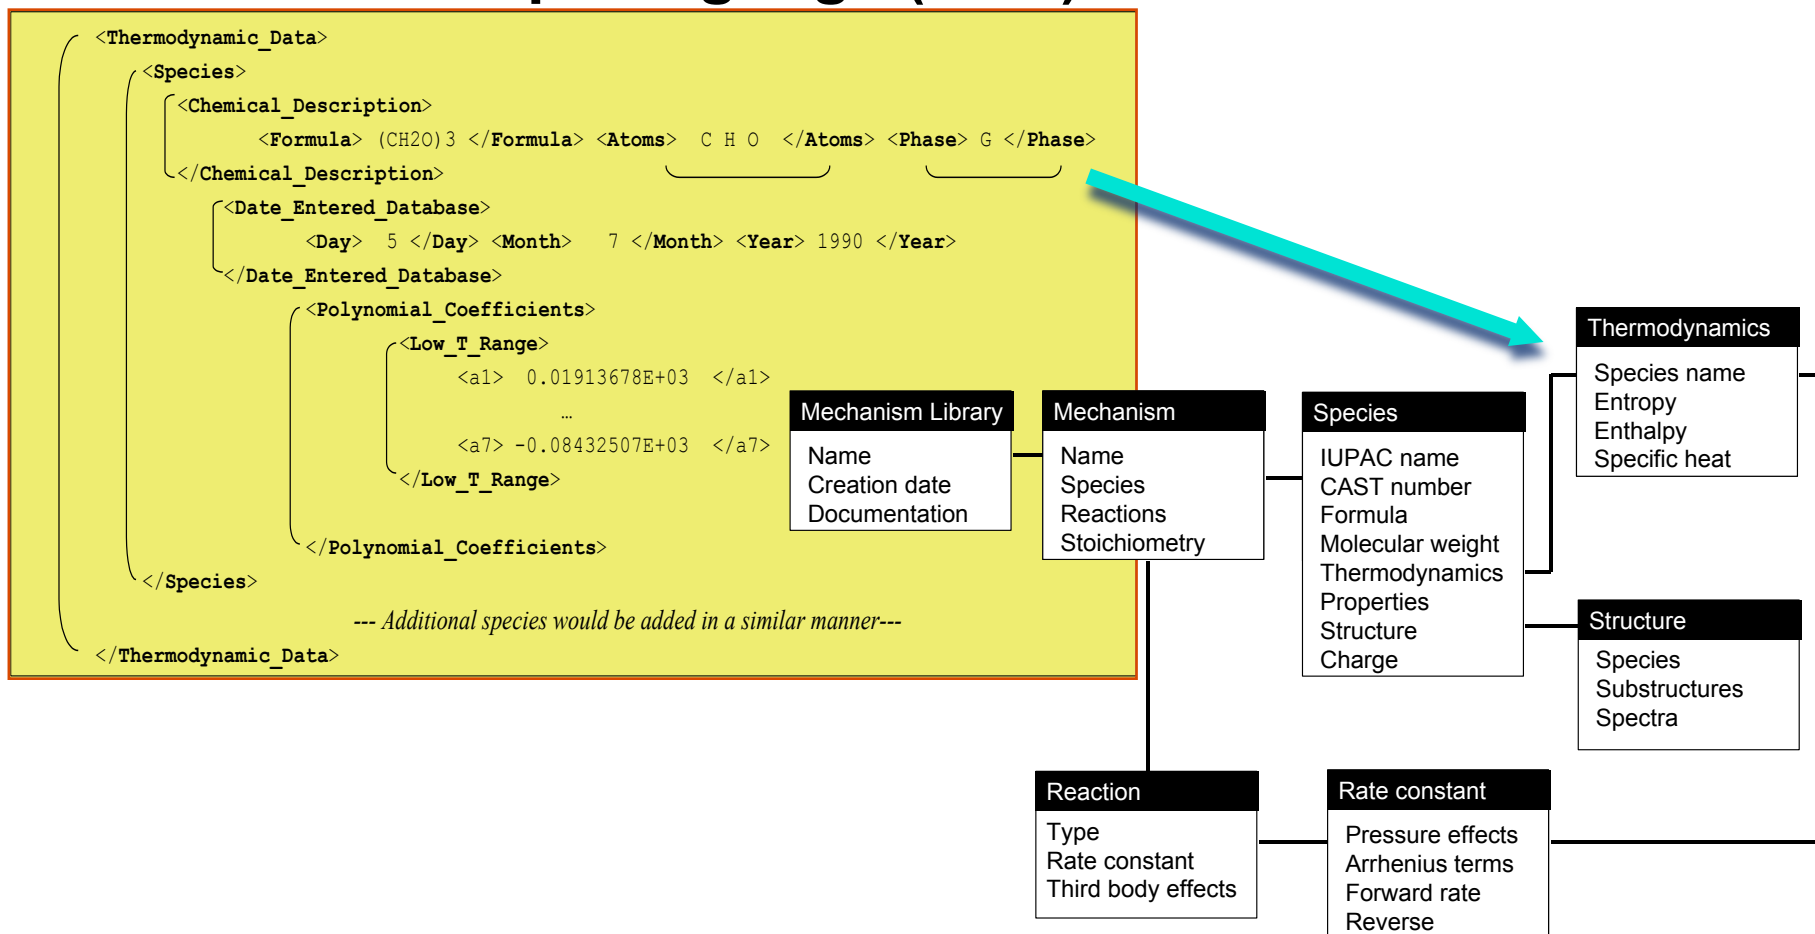 <Thermodynamic_Data>
<Species>
<Chemical_Description>
<Formula> (CH2O)3 </Formula> <Atoms> C H O </Atoms> <Phase> G </Phase>
</Chemical_Description>
<Date_Entered_Database>
<Day> 5 </Day> <Month> 7 </Month> <Year> 1990 </Year>
</Date_Entered_Database>
<Polynomial_Coefficients>
<Low_T_Range>
<a1> 0.01913678E+03 </a1>
…
<a7> -0.08432507E+03 </a7>
</Low_T_Range>
</Polynomial_Coefficients>
</Species>
--- Additional species would be added in a similar manner---
</Thermodynamic_Data>
Mechanism Library
Name
Creation date
Documentation
Mechanism
Name
Species
Reactions
Stoichiometry
Species
IUPAC name
CAST number
Formula
Molecular weight
Thermodynamics
Properties
Structure
Charge
Thermodynamics
Species name
Entropy
Enthalpy
Specific heat
Structure
Species
Substructures
Spectra
Reaction
Type
Rate constant
Third body effects
Rate constant
Pressure effects
Arrhenius terms
Forward rate
Reverse